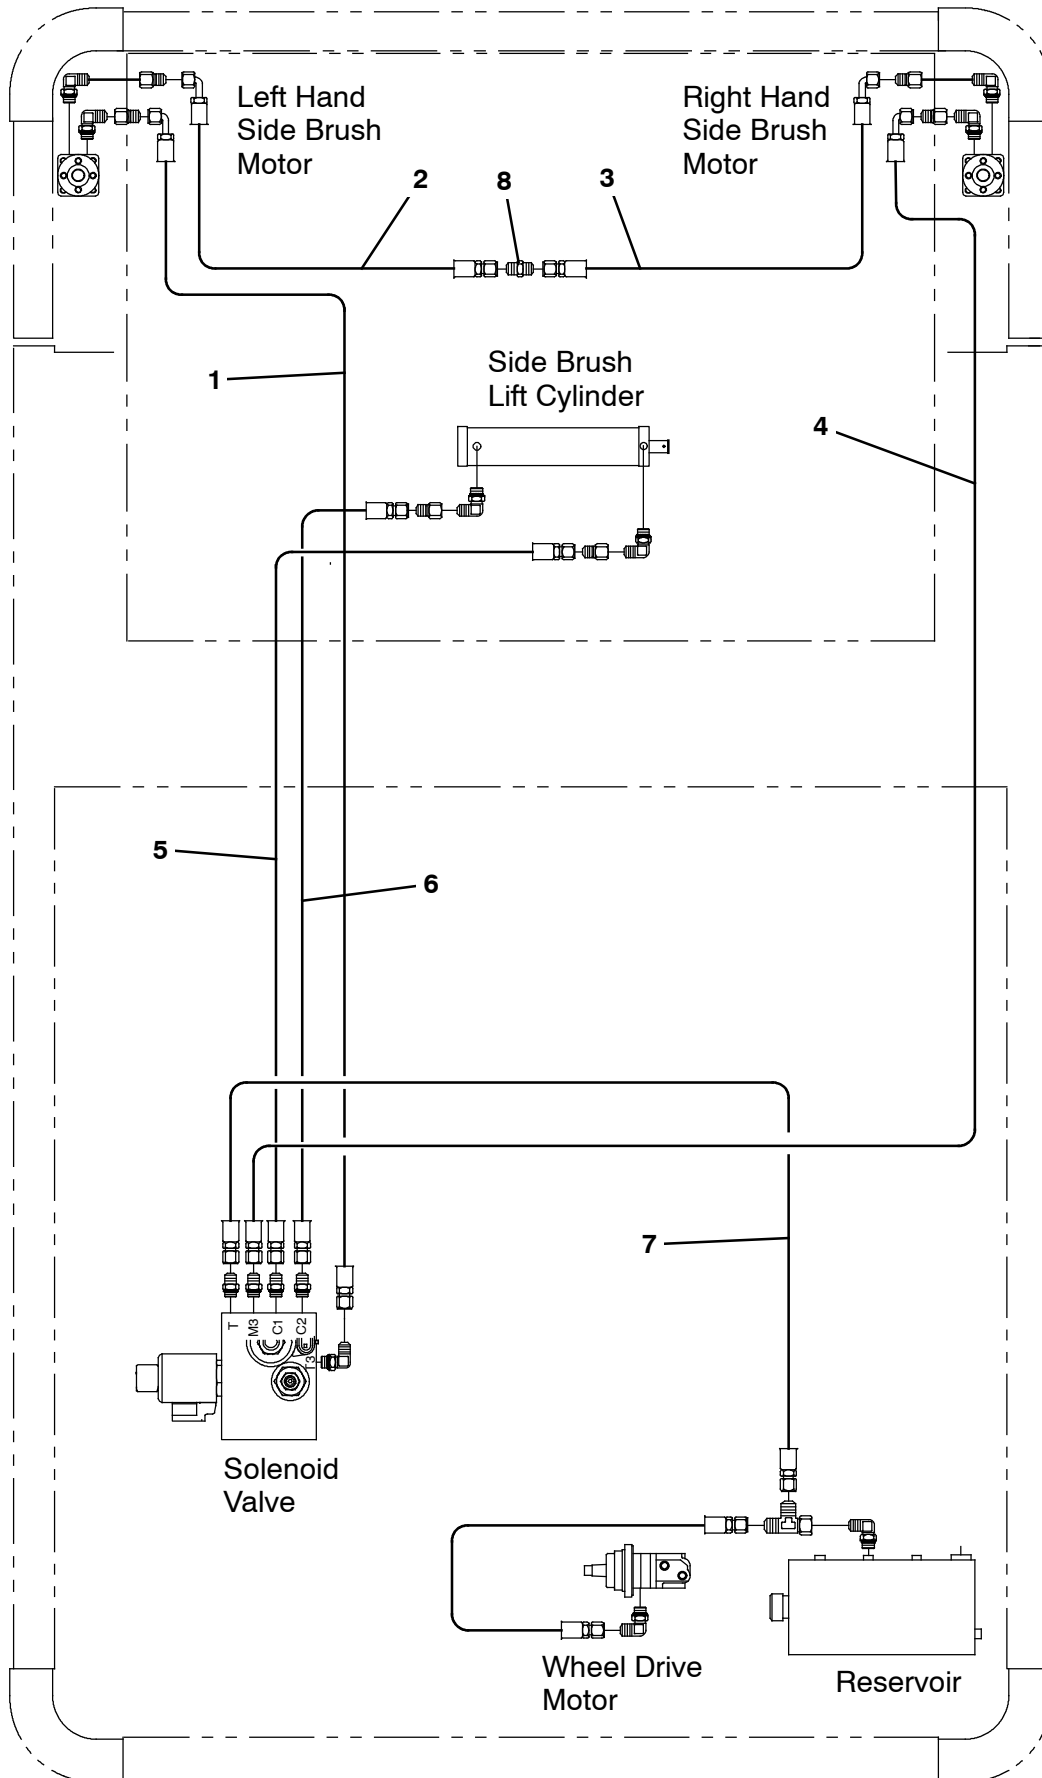 Left Hand
Side Brush
Motor
Right Hand
Side Brush
Motor
2
8
3
Side Brush
Lift Cylinder
1
4
5
6
7
T
M3
C1
C2
T3
Solenoid
Valve
Wheel Drive
Motor
Reservoir